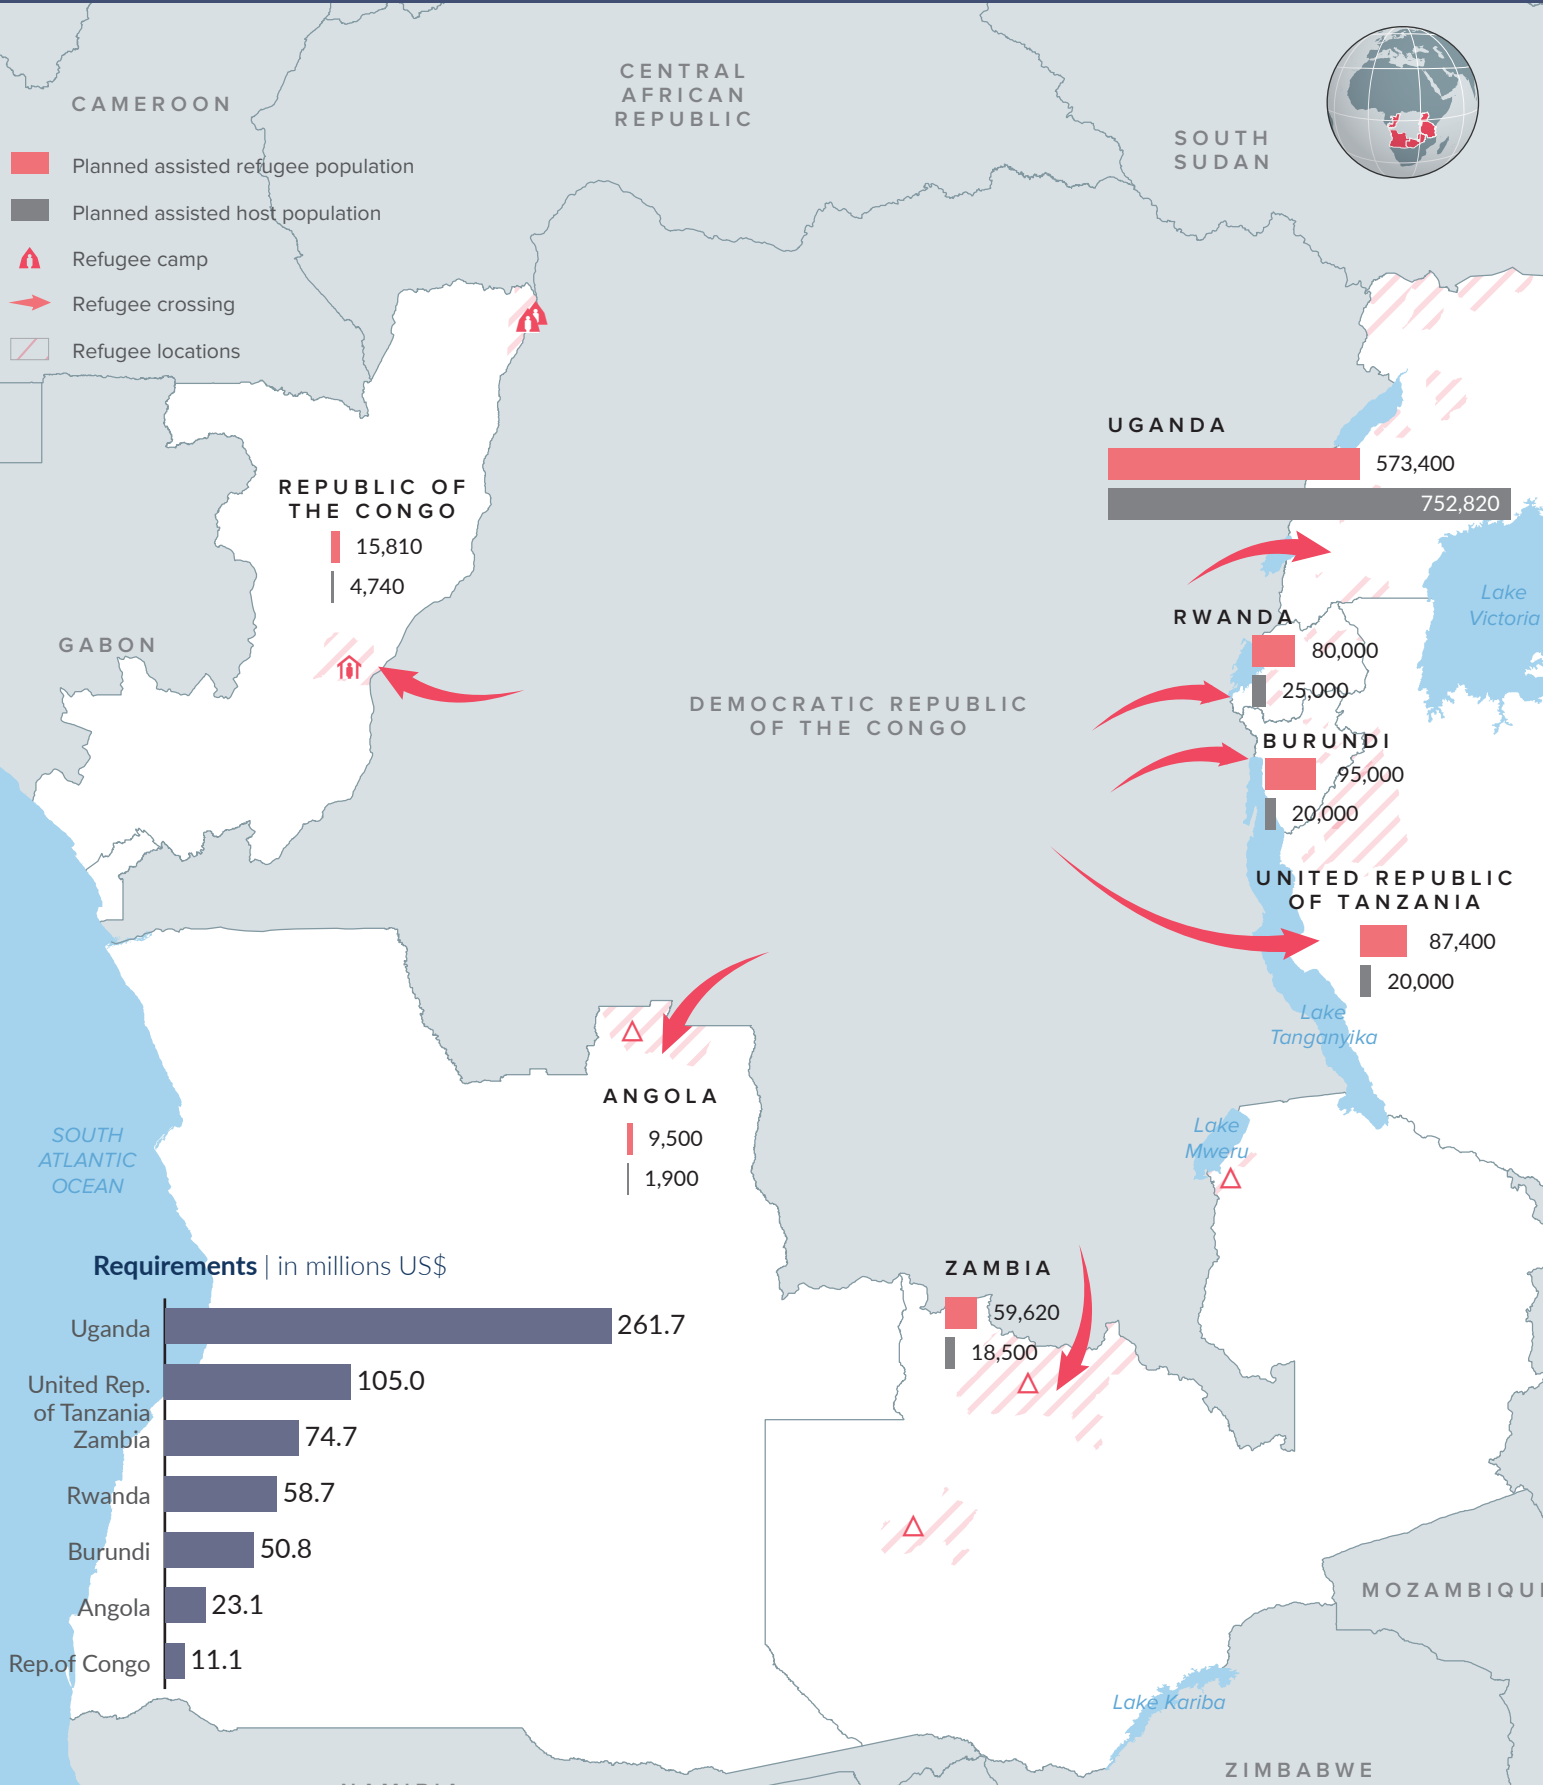 CENTRAL
AFRICAN
REPUBLIC
CAMEROON
SOUTH
SUDAN
Planned assisted refugee population
Planned assisted host population
Refugee camp
Refugee crossing
Refugee locations
UGANDA
573,400
752,820
REPUBLIC OF
THE CONGO
15,810
4,740
Lake
Victoria
RWANDA
80,000
25,000
GABON
DEMOCRATIC REPUBLIC
OF THE CONGO
BURUNDI
95,000
20,000
UNITED REPUBLIC
OF TANZANIA
87,400
20,000
Lake
Tanganyika
ANGOLA
9,500
1,900
SOUTH
ATLANTIC
OCEAN
Lake
Mweru
ZAMBIA
59,620
18,500
Requirements | in millions US$
Uganda 261.7
United Rep.
of Tanzania 105.0
Zambia 74.7
Rwanda 58.7
Burundi 50.8
Angola 23.1
Rep.of Congo 11.1
MOZAMBIQU
Lake Kariba
ZIMBABWE